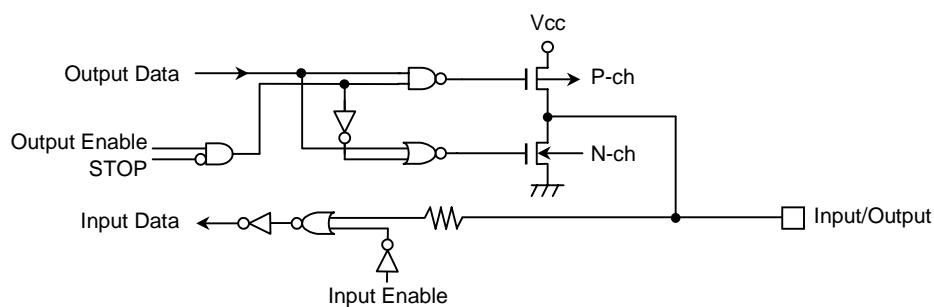 Vcc
Output Data
P-ch
Output Enable
STOP
N-ch
Input Data
Input/Output
Input Enable